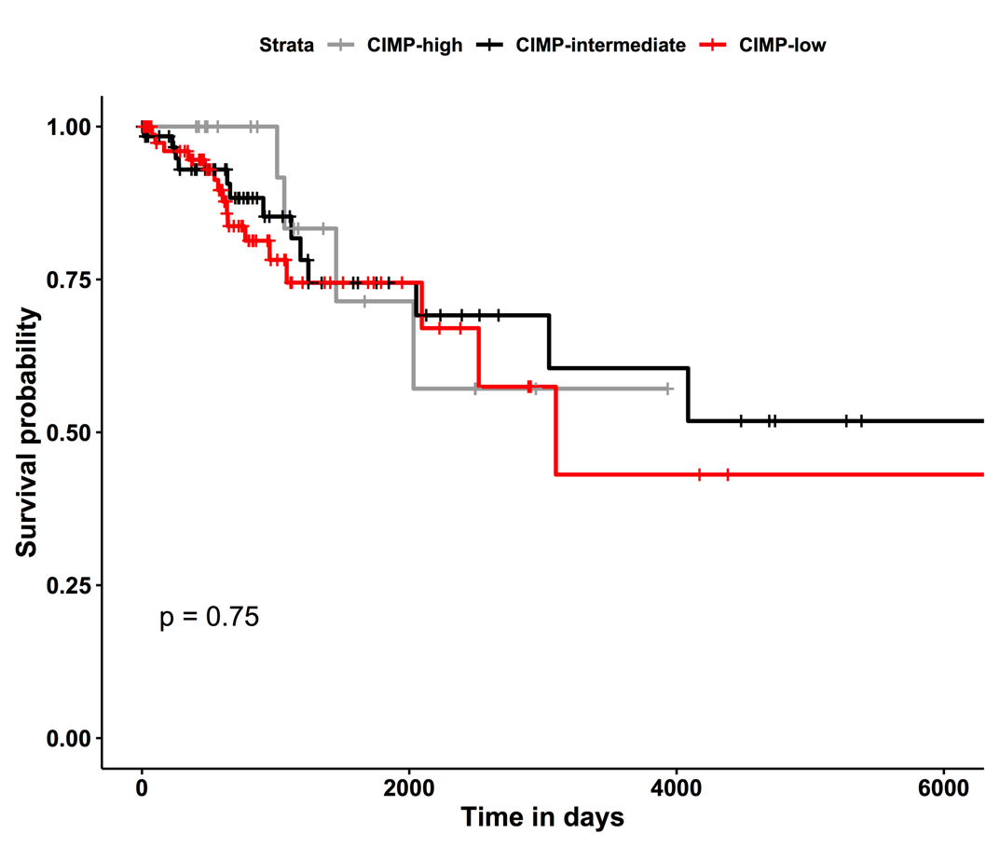 Strata CIMP-high CIMP-intermediate CIMP-low
Survival probability
1.00
0.75
0.50
0.25
0.00
p = 0.75
0 2000 4000 6000
Time in days